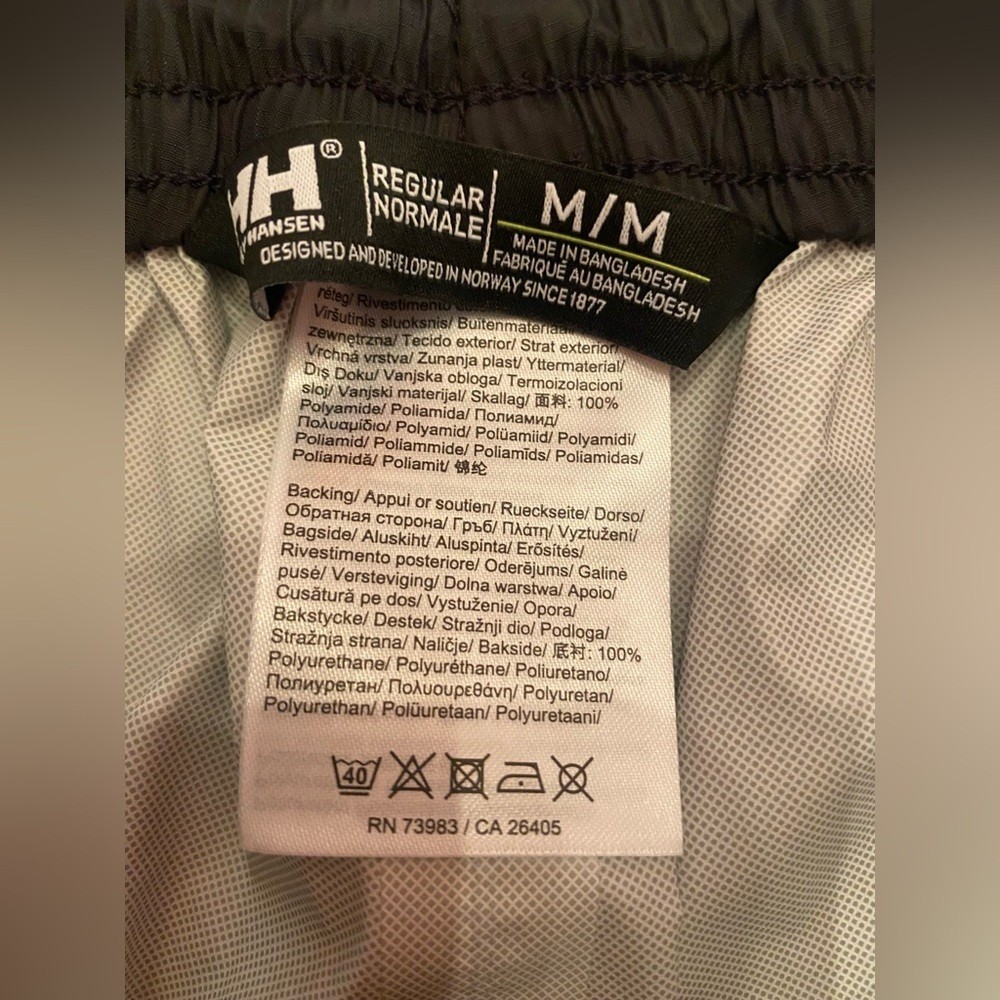 HH®
HANSEN
REGULAR
NORMALE
M/M
MADE IN BANGLADESH
FABRIQUÉ AU BANGLADESH
DESIGNED AND DEVELOPED IN NORWAY SINCE 1877
réteg/ Rivestimento
Viršutinis sluoksnis/ Buitenmateriaal
zewnętrzna/ Tecido exterior/ Strat exterior/
Vrchná vrstva/ Zunanja plast/ Yttermaterial/
Dış Doku/ Vanjska obloga/ Termoizolacioni
sloj/ Vanjski materijal/ Skallag/ 面料: 100%
Polyamide/ Poliamida/ Полиамид/
Πολυαμίδιο/ Polyamid/ Polüamiid/ Polyamidi/
Poliamid/ Poliammide/ Poliamīds/ Poliamidas/
Poliamidă/ Poliamit/ 锦纶
Backing/ Appui or soutien/ Rueckseite/ Dorso/
Обратная сторона/ Гръб/ Πλάτη/ Vyztužení/
Bagside/ Aluskiht/ Aluspinta/ Erősítés/
Rivestimento posteriore/ Oderējums/ Galinė
pusė/ Versteviging/ Dolna warstwa/ Apoio/
Cusătură pe dos/ Vystuženie/ Opora/
Bakstycke/ Destek/ Stražnji dio/ Podloga/
Stražnja strana/ Naličje/ Bakside/ 底衬: 100%
Polyurethane/ Polyuréthane/ Poliuretano/
Полиуретан/ Πολυουρεθάνη/ Polyuretan/
Polyurethan/ Polüuretaan/ Polyuretaani/
40
RN 73983 / CA 26405